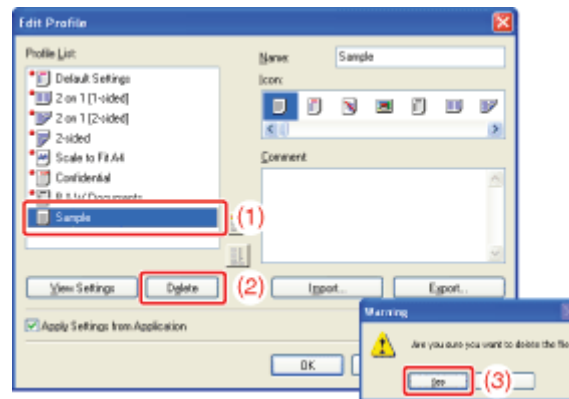 Edit Profile
Profile List:
Name:
Sample
Default Settings
2 on 1 [1-sided]
2 on 1 [2-sided]
2-sided
Scale to Fit A4
Confidential
B & W Documents
Sample
(1)
Icon:
Comment
View Settings
Delete
(2)
Import...
Export...
Apply Settings from Application
OK
Warning
Are you sure you want to delete the file
Yes
(3)